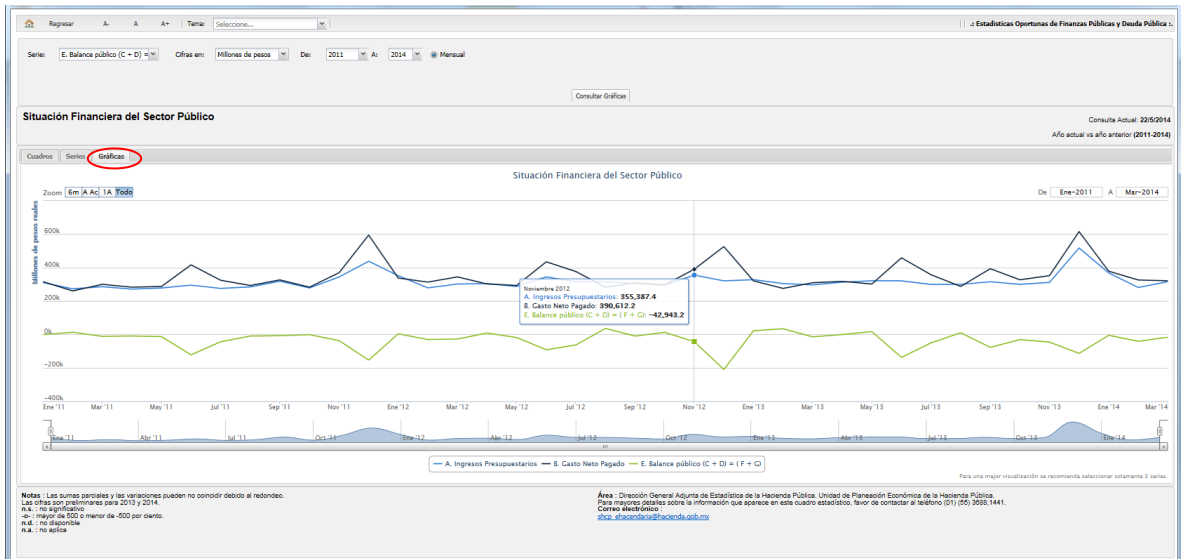 Regresar A- A A+ Tema: Seleccione... .: Estadísticas Oportunas de Finanzas Públicas y Deuda Pública :.
Serie: E. Balance público (C + D) = Cifras en: Millones de pesos De: 2011 A: 2014 Mensual
Consultar Gráficas
Situación Financiera del Sector Público
Consulta Actual: 22/5/2014
Año actual vs año anterior (2011-2014)
Cuadros Series Gráficas
Situación Financiera del Sector Público
Zoom 6m A Ac 1A Todo De Ene-2011 A Mar-2014
Millones de pesos reales
600k
400k
200k
0k
-200k
-400k
Noviembre 2012
A. Ingresos Presupuestarios: 355,387.4
B. Gasto Neto Pagado: 390,612.2
E. Balance público (C + D) = ( F + G): -42,943.2
Ene '11 Mar '11 May '11 Jul '11 Sep '11 Nov '11 Ene '12 Mar '12 May '12 Jul '12 Sep '12 Nov '12 Ene '13 Mar '13 May '13 Jul '13 Sep '13 Nov '13 Ene '14 Mar '14
Ene '11 Abr '11 Jul '11 Oct '11 Ene '12 Abr '12 Jul '12 Oct '12 Ene '13 Abr '13 Jul '13 Oct '13 Ene '14
A. Ingresos Presupuestarios B. Gasto Neto Pagado E. Balance público (C + D) = ( F + G)
Para una mejor visualización se recomienda seleccionar solamente 5 series.
Notas : Las sumas parciales y las variaciones pueden no coincidir debido al redondeo.
Las cifras son preliminares para 2013 y 2014.
n.s. : no significativo
-o- : mayor de 500 o menor de -500 por ciento.
n.d. : no disponible
n.a. : no aplica
Área : Dirección General Adjunta de Estadística de la Hacienda Pública. Unidad de Planeación Económica de la Hacienda Pública.
Para mayores detalles sobre la información que aparece en este cuadro estadístico, favor de contactar al teléfono (01) (55) 3688,1441.
Correo electrónico :
shcp_ehacendaria@hacienda.gob.mx